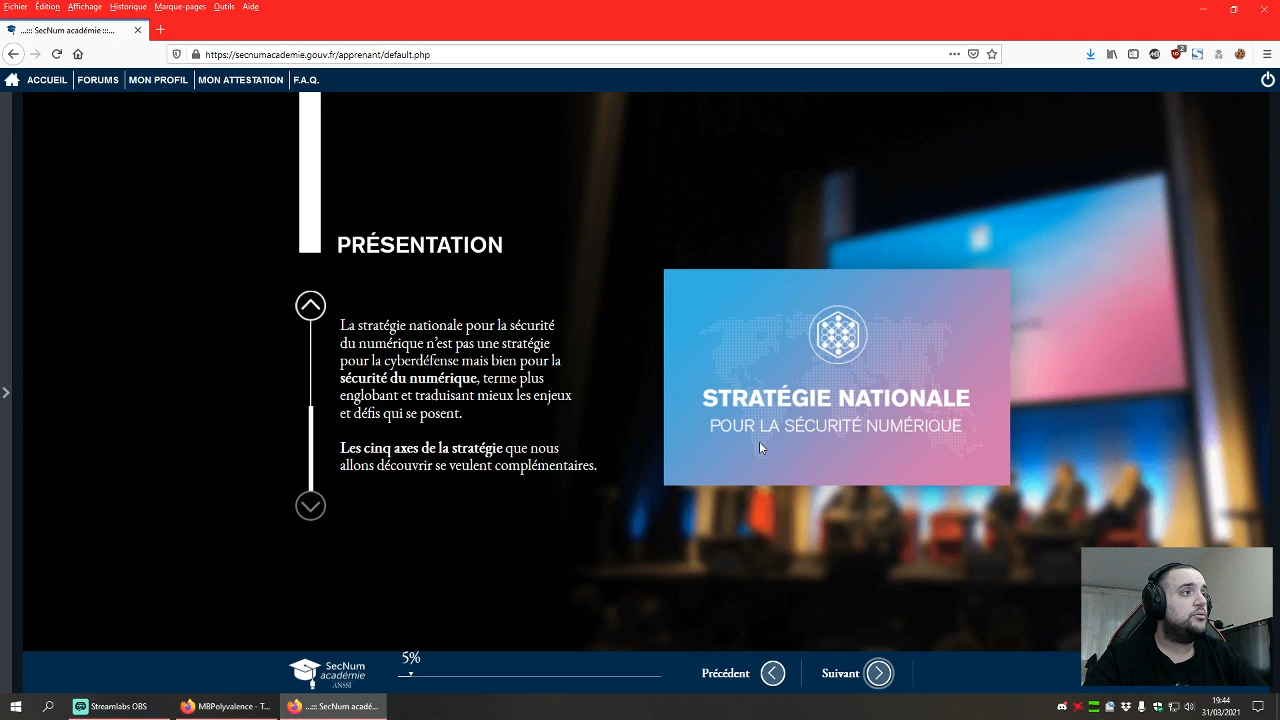 Fichier Édition Affichage Historique Marque-pages Outils Aide
...::: SecNum académie :::...
https://secnumacademie.gouv.fr/apprenant/default.php
2
ACCUEIL FORUMS MON PROFIL MON ATTESTATION F.A.Q.
PRÉSENTATION
La stratégie nationale pour la sécurité
du numérique n'est pas une stratégie
pour la cyberdéfense mais bien pour la
sécurité du numérique, terme plus
englobant et traduisant mieux les enjeux
et défis qui se posent.
Les cinq axes de la stratégie que nous
allons découvrir se veulent complémentaires.
STRATÉGIE NATIONALE
POUR LA SÉCURITÉ NUMÉRIQUE
SecNum
académie
ANSSI
5%
Précédent
Suivant
Streamlabs OBS
MBPolyvalence - T...
...::: SecNum acadé...
19:44
31/03/2021